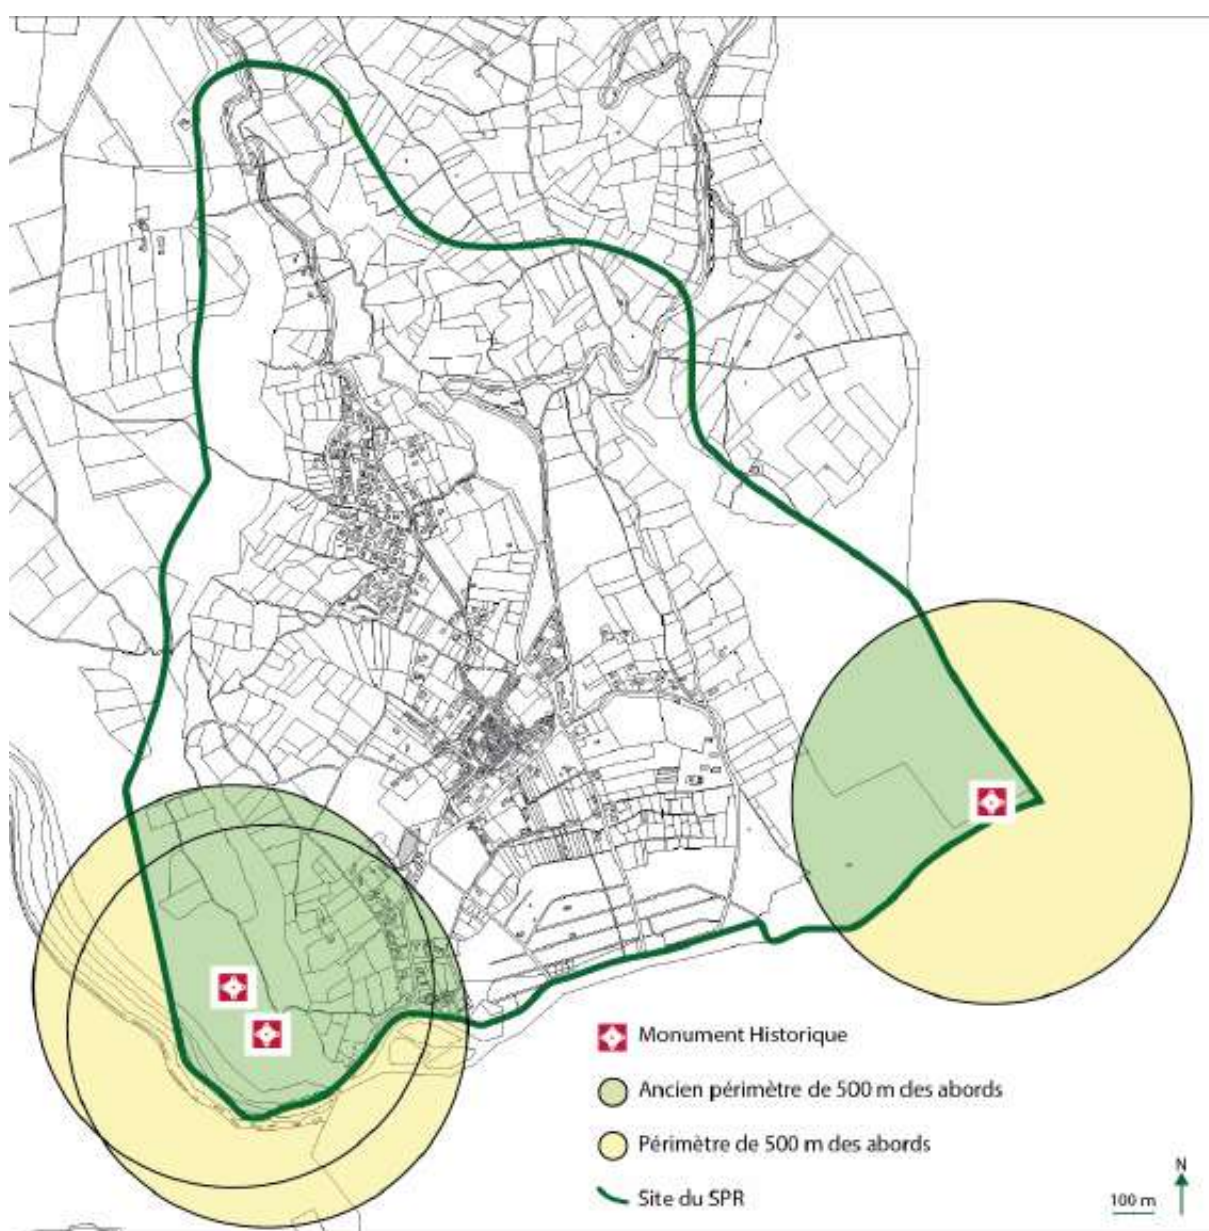 Monument Historique
Ancien périmètre de 500 m des abords
Périmètre de 500 m des abords
Site du SPR
100 m
N